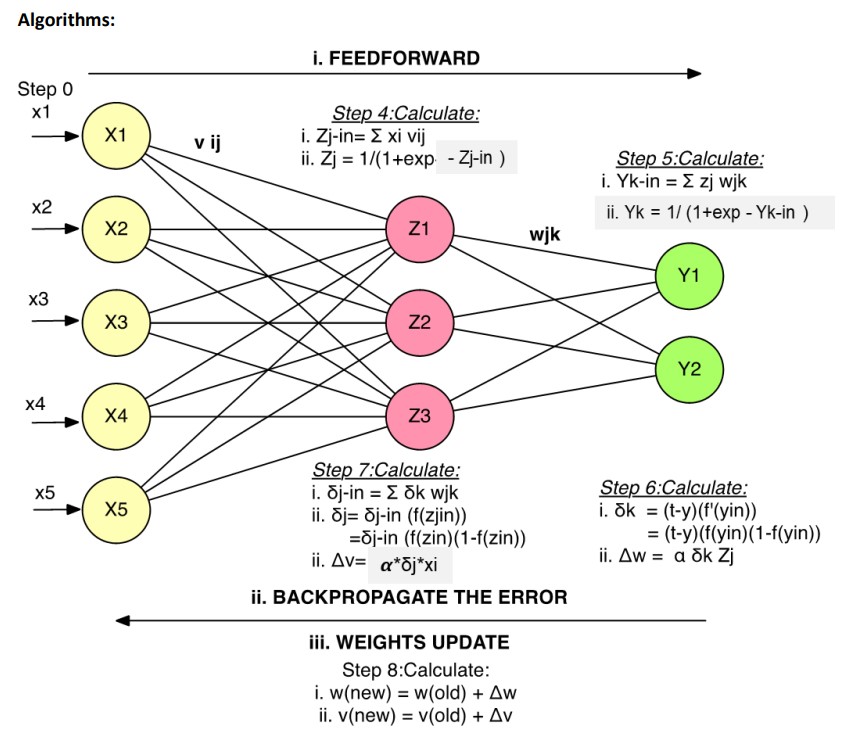 Algorithms:
i. FEEDFORWARD
Step 0
x1
X1
v ij
Step 4:Calculate:
i. Zj-in= Σ xi vij
ii. Zj = 1/(1+exp - Zj-in )
Step 5:Calculate:
i. Yk-in = Σ zj wjk
ii. Yk = 1/ (1+exp - Yk-in )
x2
X2
Z1
wjk
Y1
x3
X3
Z2
Y2
x4
X4
Z3
x5
X5
Step 7:Calculate:
i. δj-in = Σ δk wjk
ii. δj= δj-in (f(zjin))
=δj-in (f(zin)(1-f(zin))
ii. Δv= α*δj*xi
Step 6:Calculate:
i. δk = (t-y)(f'(yin))
= (t-y)(f(yin)(1-f(yin))
ii. Δw = α δk Zj
ii. BACKPROPAGATE THE ERROR
iii. WEIGHTS UPDATE
Step 8:Calculate:
i. w(new) = w(old) + Δw
ii. v(new) = v(old) + Δv